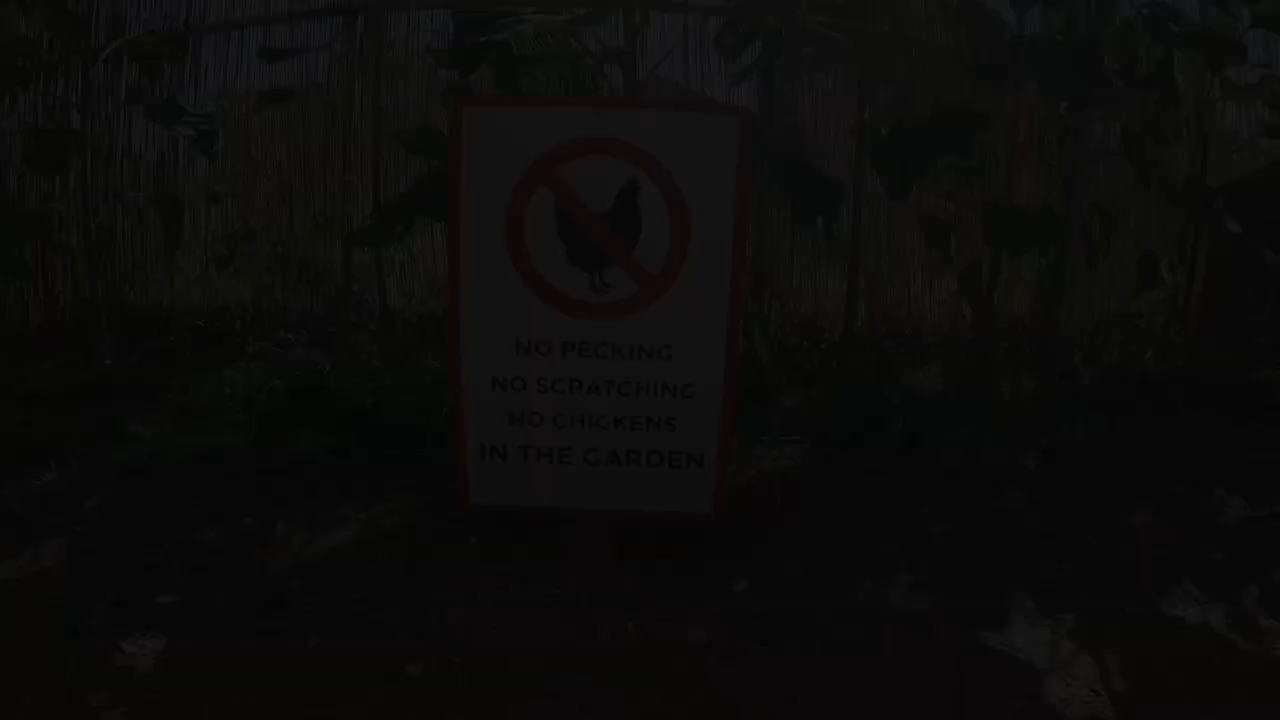 NO PECKING
NO SCRATCHING
NO CHICKENS
IN THE GARDEN